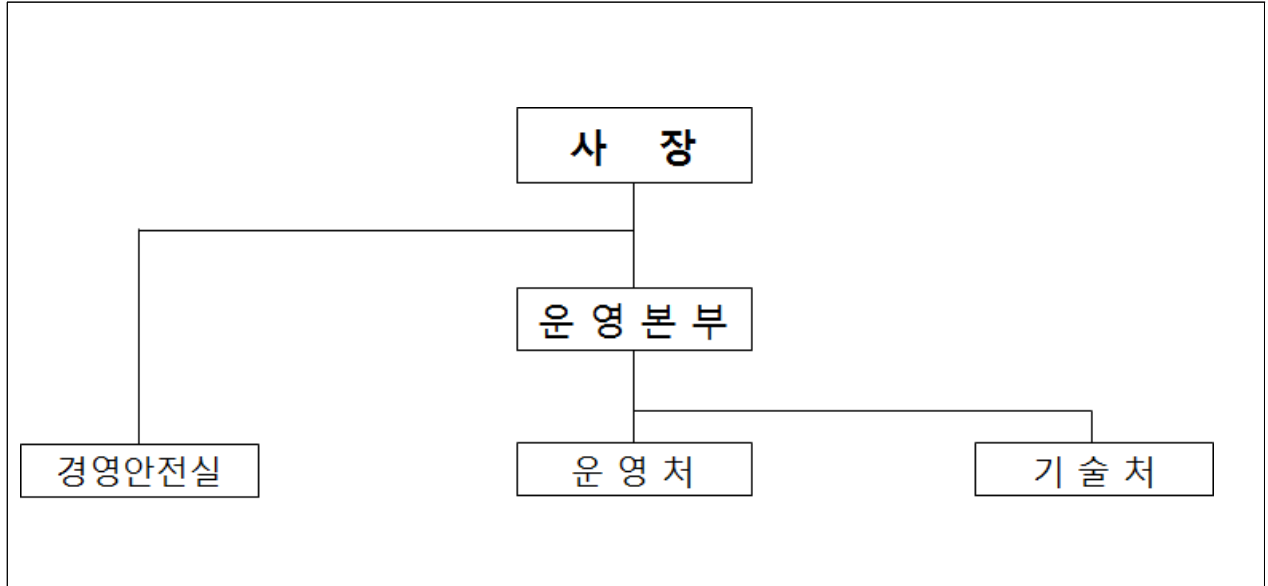 사 장
운 영 본 부
경영안전실
운 영 처
기 술 처